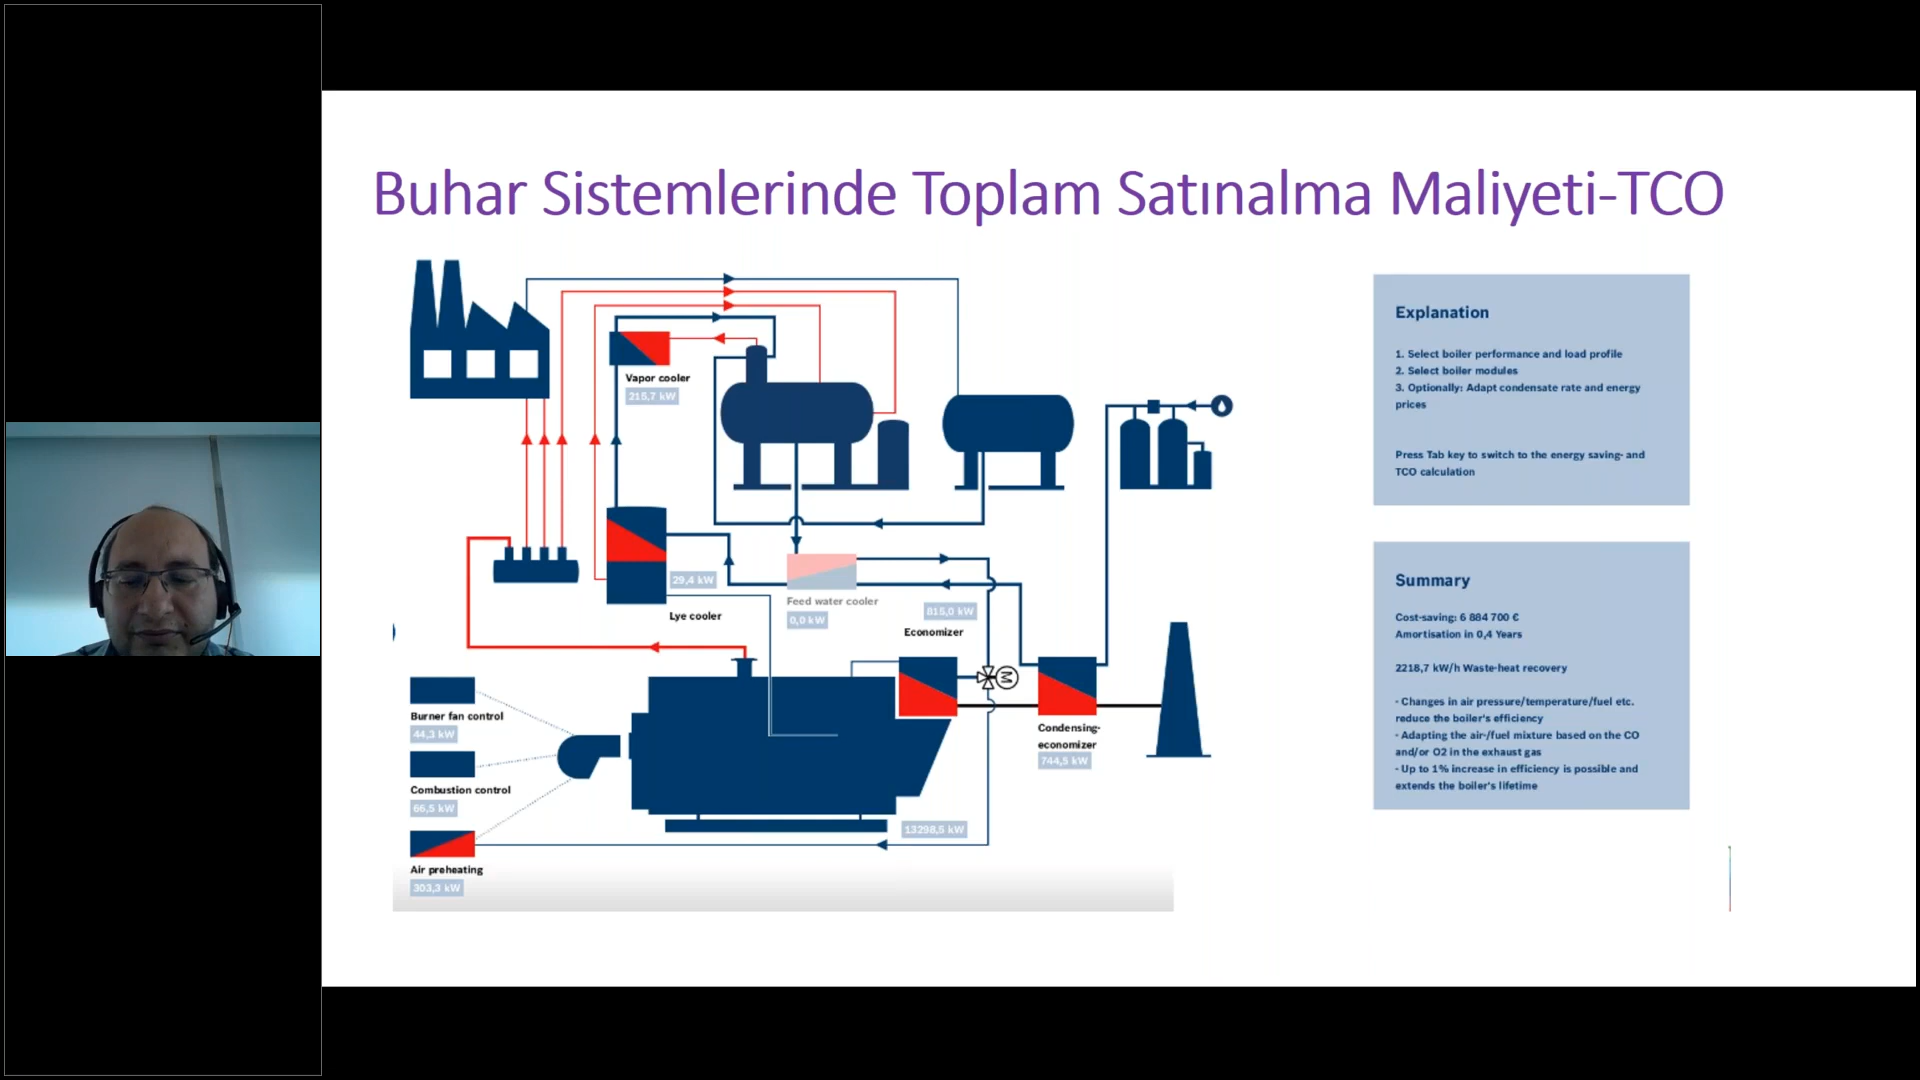 Buhar Sistemlerinde Toplam Satınalma Maliyeti-TCO
Vapor cooler
215,7 kW
29,4 kW
Lye cooler
Feed water cooler
0,0 kW
815,0 kW
Economizer
M
Condensing-
economizer
744,5 kW
Burner fan control
44,3 kW
Combustion control
66,5 kW
Air preheating
303,3 kW
13298,5 kW
Explanation
1. Select boiler performance and load profile
2. Select boiler modules
3. Optionally: Adapt condensate rate and energy
prices
Press Tab key to switch to the energy saving- and
TCO calculation
Summary
Cost-saving: 6 884 700 €
Amortisation in 0,4 Years
2218,7 kW/h Waste-heat recovery
- Changes in air pressure/temperature/fuel etc.
reduce the boiler's efficiency
- Adapting the air-/fuel mixture based on the CO
and/or O2 in the exhaust gas
- Up to 1% increase in efficiency is possible and
extends the boiler's lifetime